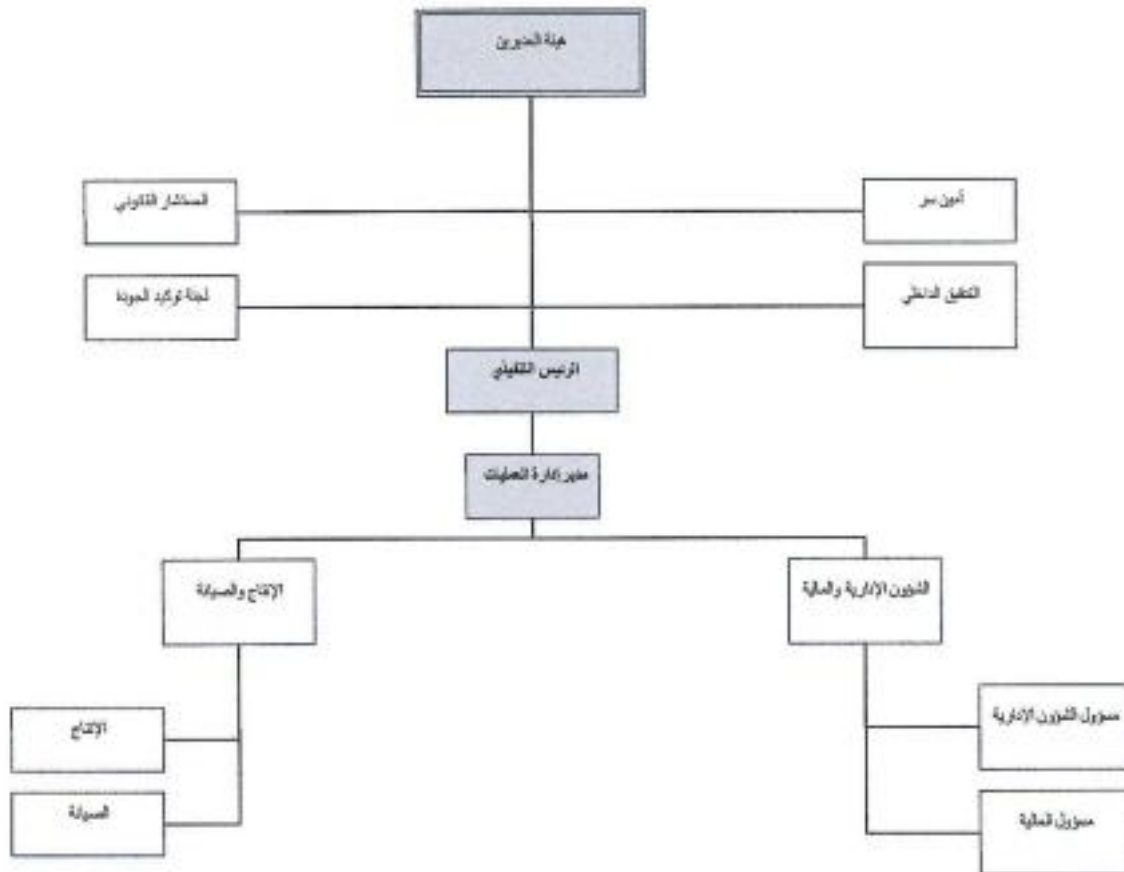 هيئة المديرين
أمين سر
المستشار القانوني
التدقيق الداخلي
لجنة توكيد الجودة
الرئيس التنفيذي
مدير إدارة العمليات
الشؤون الإدارية والمالية
الإنتاج والصيانة
مسؤول الشؤون الإدارية
الإنتاج
مسؤول المالية
الصيانة